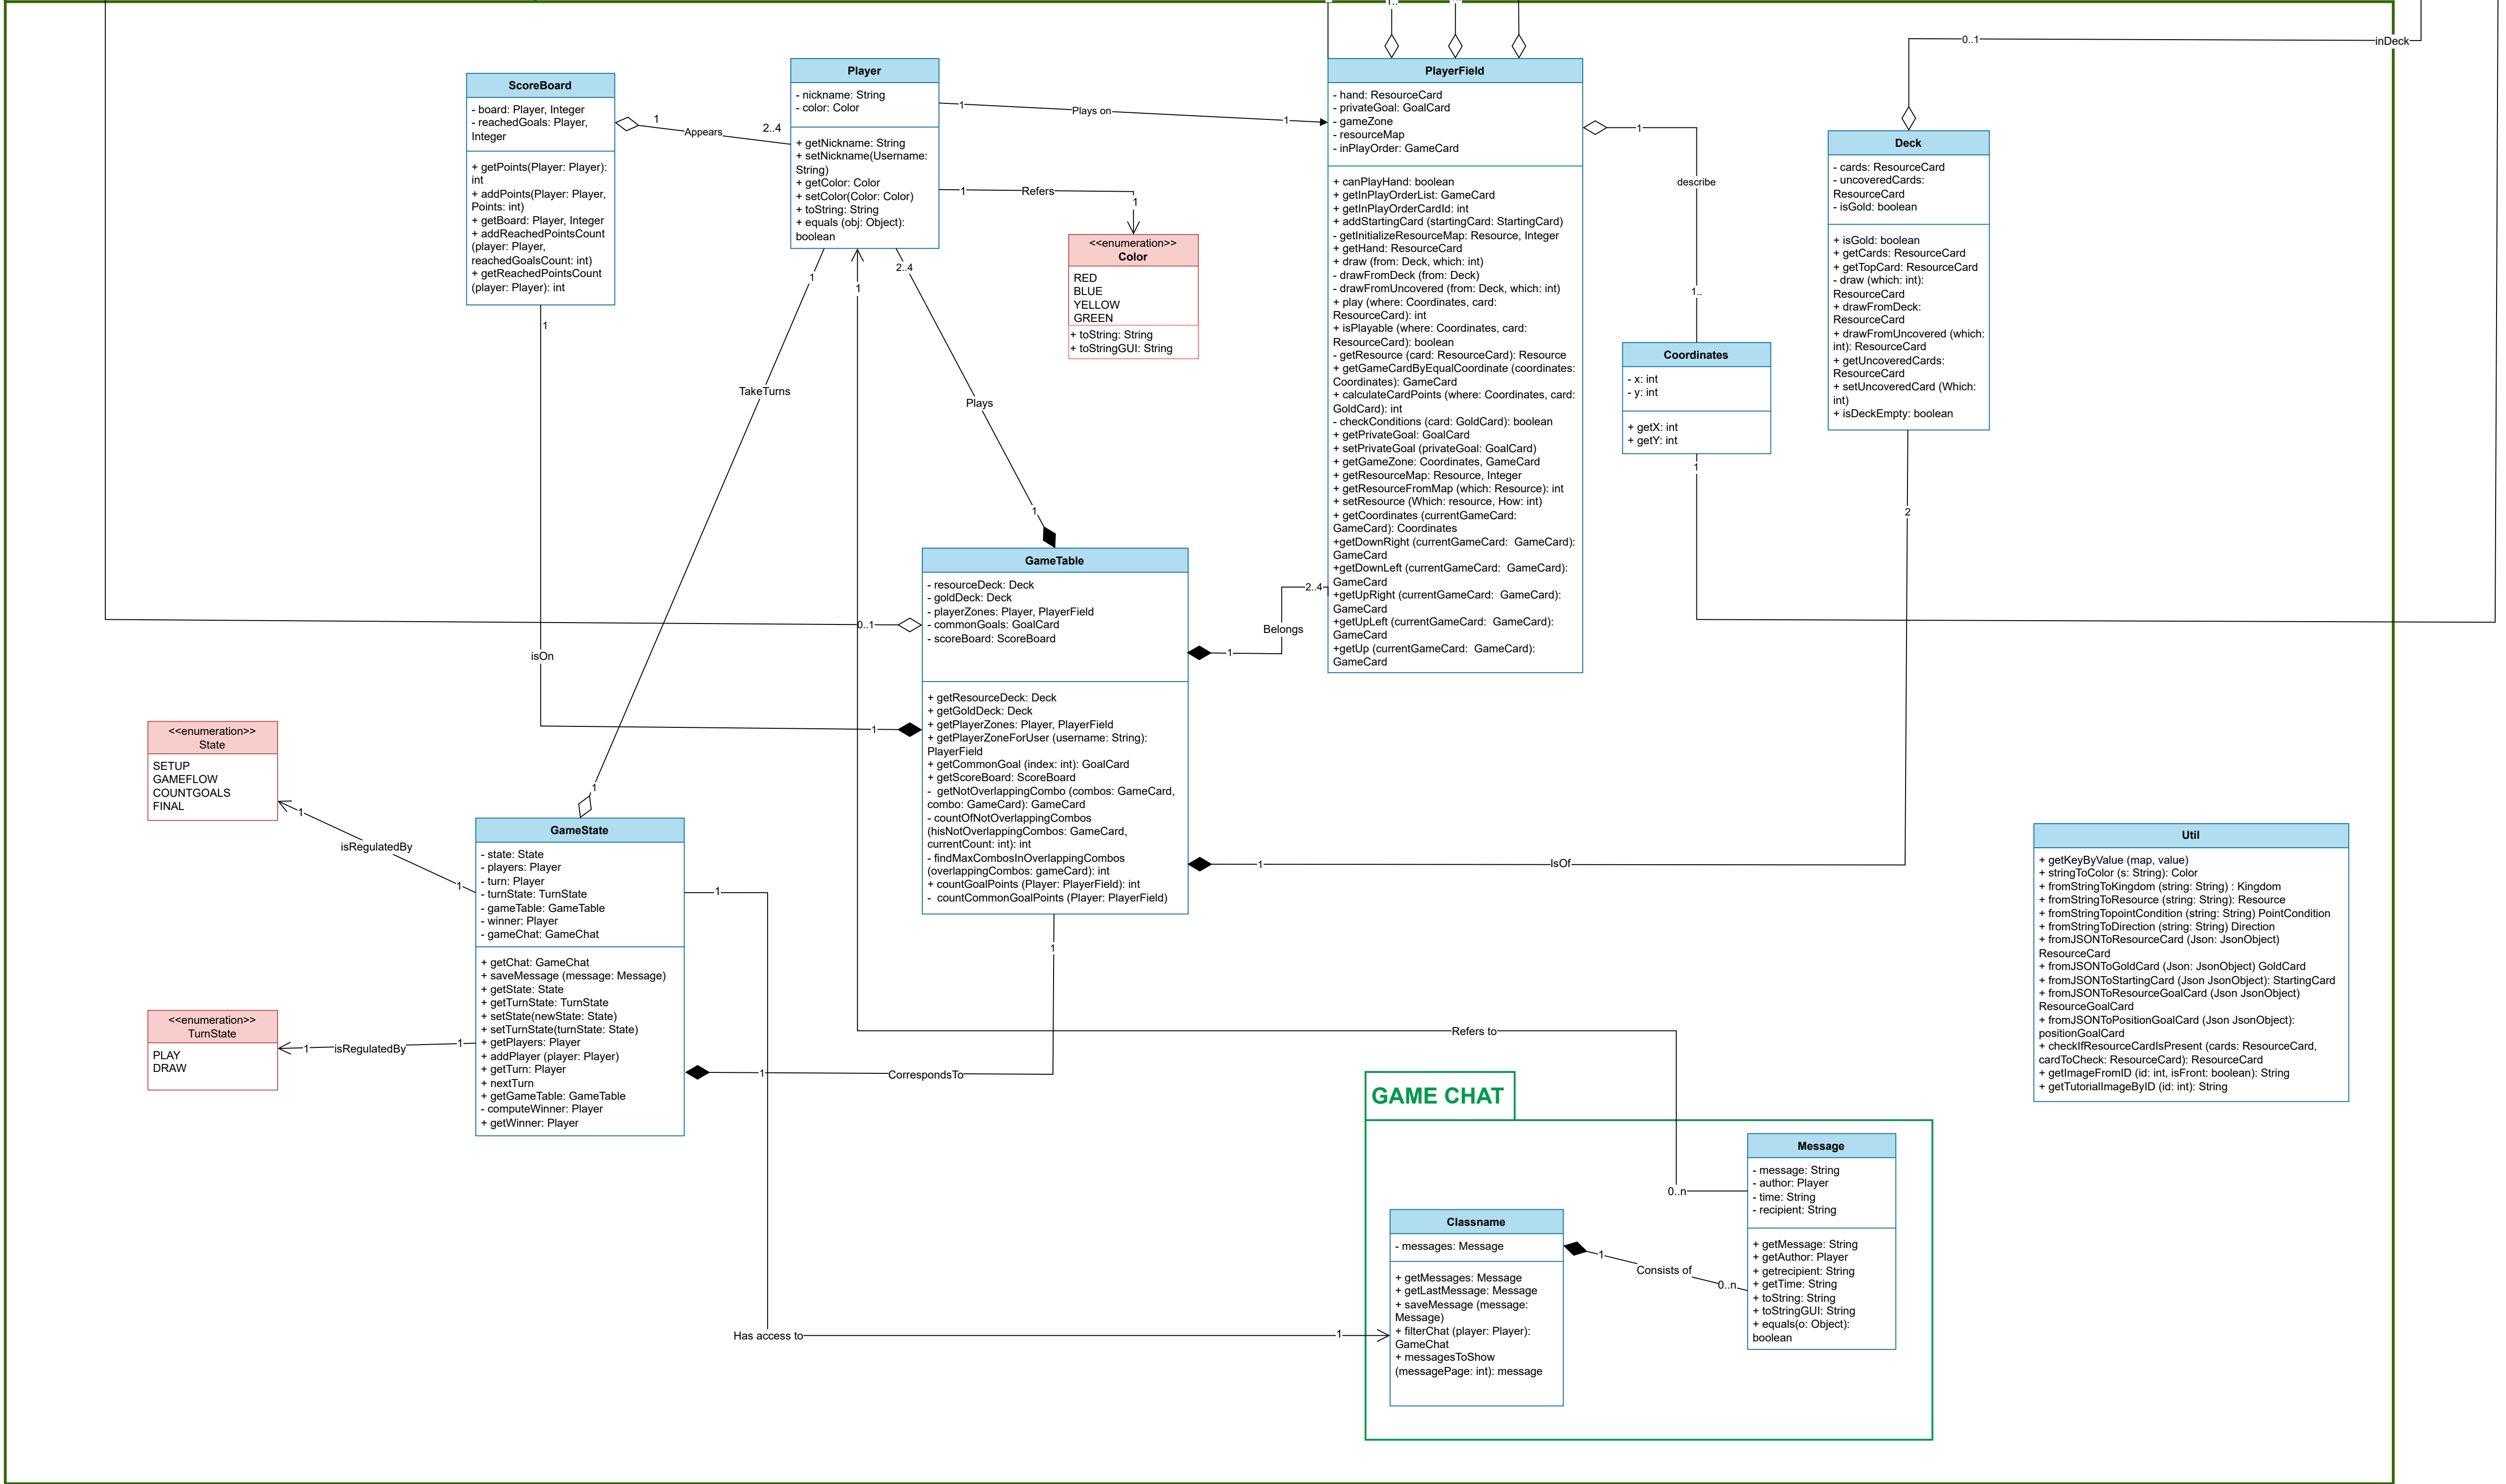 1..
0..1
inDeck
ScoreBoard
- board: Player, Integer
- reachedGoals: Player,
Integer
+ getPoints(Player: Player):
int
+ addPoints(Player: Player,
Points: int)
+ getBoard: Player, Integer
+ addReachedPointsCount
(player: Player,
reachedGoalsCount: int)
+ getReachedPointsCount
(player: Player): int
1
Appears
2..4
Player
- nickname: String
- color: Color
+ getNickname: String
+ setNickname(Username:
String)
+ getColor: Color
+ setColor(Color: Color)
+ toString: String
+ equals (obj: Object):
boolean
1
Plays on
1
1
Refers
1
<<enumeration>>
Color
RED
BLUE
YELLOW
GREEN
+ toString: String
+ toStringGUI: String
PlayerField
- hand: ResourceCard
- privateGoal: GoalCard
- gameZone
- resourceMap
- inPlayOrder: GameCard
+ canPlayHand: boolean
+ getInPlayOrderList: GameCard
+ getInPlayOrderCardId: int
+ addStartingCard (startingCard: StartingCard)
- getInitializeResourceMap: Resource, Integer
+ getHand: ResourceCard
+ draw (from: Deck, which: int)
- drawFromDeck (from: Deck)
- drawFromUncovered (from: Deck, which: int)
+ play (where: Coordinates, card:
ResourceCard): int
+ isPlayable (where: Coordinates, card:
ResourceCard): boolean
- getResource (card: ResourceCard): Resource
+ getGameCardByEqualCoordinate (coordinates:
Coordinates): GameCard
+ calculateCardPoints (where: Coordinates, card:
GoldCard): int
- checkConditions (card: GoldCard): boolean
+ getPrivateGoal: GoalCard
+ setPrivateGoal (privateGoal: GoalCard)
+ getGameZone: Coordinates, GameCard
+ getResourceMap: Resource, Integer
+ getResourceFromMap (which: Resource): int
+ setResource (Which: resource, How: int)
+ getCoordinates (currentGameCard:
GameCard): Coordinates
+getDownRight (currentGameCard:  GameCard):
GameCard
+getDownLeft (currentGameCard:  GameCard):
GameCard
+getUpRight (currentGameCard:  GameCard):
GameCard
+getUpLeft (currentGameCard:  GameCard):
GameCard
+getUp (currentGameCard:  GameCard):
GameCard
1
describe
1..
Coordinates
- x: int
- y: int
+ getX: int
+ getY: int
1
Deck
- cards: ResourceCard
- uncoveredCards:
ResourceCard
- isGold: boolean
+ isGold: boolean
+ getCards: ResourceCard
+ getTopCard: ResourceCard
- draw (which: int):
ResourceCard
+ drawFromDeck:
ResourceCard
+ drawFromUncovered (which:
int): ResourceCard
+ getUncoveredCards:
ResourceCard
+ setUncoveredCard (Which:
int)
+ isDeckEmpty: boolean
2
1
TakeTurns
1
2..4
Plays
1
1
1
isOn
1
0..1
GameTable
- resourceDeck: Deck
- goldDeck: Deck
- playerZones: Player, PlayerField
- commonGoals: GoalCard
- scoreBoard: ScoreBoard
+ getResourceDeck: Deck
+ getGoldDeck: Deck
+ getPlayerZones: Player, PlayerField
+ getPlayerZoneForUser (username: String):
PlayerField
+ getCommonGoal (index: int): GoalCard
+ getScoreBoard: ScoreBoard
-  getNotOverlappingCombo (combos: GameCard,
combo: GameCard): GameCard
- countOfNotOverlappingCombos
(hisNotOverlappingCombos: GameCard,
currentCount: int): int
- findMaxCombosInOverlappingCombos
(overlappingCombos: gameCard): int
+ countGoalPoints (Player: PlayerField): int
-  countCommonGoalPoints (Player: PlayerField)
2..4
Belongs
1
1
IsOf
<<enumeration>>
State
SETUP
GAMEFLOW
COUNTGOALS
FINAL
1
isRegulatedBy
1
GameState
- state: State
- players: Player
- turn: Player
- turnState: TurnState
- gameTable: GameTable
- winner: Player
- gameChat: GameChat
+ getChat: GameChat
+ saveMessage (message: Message)
+ getState: State
+ getTurnState: TurnState
+ setState(newState: State)
+ setTurnState(turnState: State)
+ getPlayers: Player
+ addPlayer (player: Player)
+ getTurn: Player
+ nextTurn
+ getGameTable: GameTable
- computeWinner: Player
+ getWinner: Player
<<enumeration>>
TurnState
PLAY
DRAW
1
isRegulatedBy
1
1
1
1
CorrespondsTo
Refers to
0..n
Has access to
1
Util
+ getKeyByValue (map, value)
+ stringToColor (s: String): Color
+ fromStringToKingdom (string: String) : Kingdom
+ fromStringToResource (string: String): Resource
+ fromStringTopointCondition (string: String) PointCondition
+ fromStringToDirection (string: String) Direction
+ fromJSONToResourceCard (Json: JsonObject)
ResourceCard
+ fromJSONToGoldCard (Json: JsonObject) GoldCard
+ fromJSONToStartingCard (Json JsonObject): StartingCard
+ fromJSONToResourceGoalCard (Json JsonObject)
ResourceGoalCard
+ fromJSONToPositionGoalCard (Json JsonObject):
positionGoalCard
+ checkIfResourceCardIsPresent (cards: ResourceCard,
cardToCheck: ResourceCard): ResourceCard
+ getImageFromID (id: int, isFront: boolean): String
+ getTutorialImageByID (id: int): String
GAME CHAT
Classname
- messages: Message
+ getMessages: Message
+ getLastMessage: Message
+ saveMessage (message:
Message)
+ filterChat (player: Player):
GameChat
+ messagesToShow
(messagePage: int): message
1
Consists of
0..n
Message
- message: String
- author: Player
- time: String
- recipient: String
+ getMessage: String
+ getAuthor: Player
+ getrecipient: String
+ getTime: String
+ toString: String
+ toStringGUI: String
+ equals(o: Object):
boolean